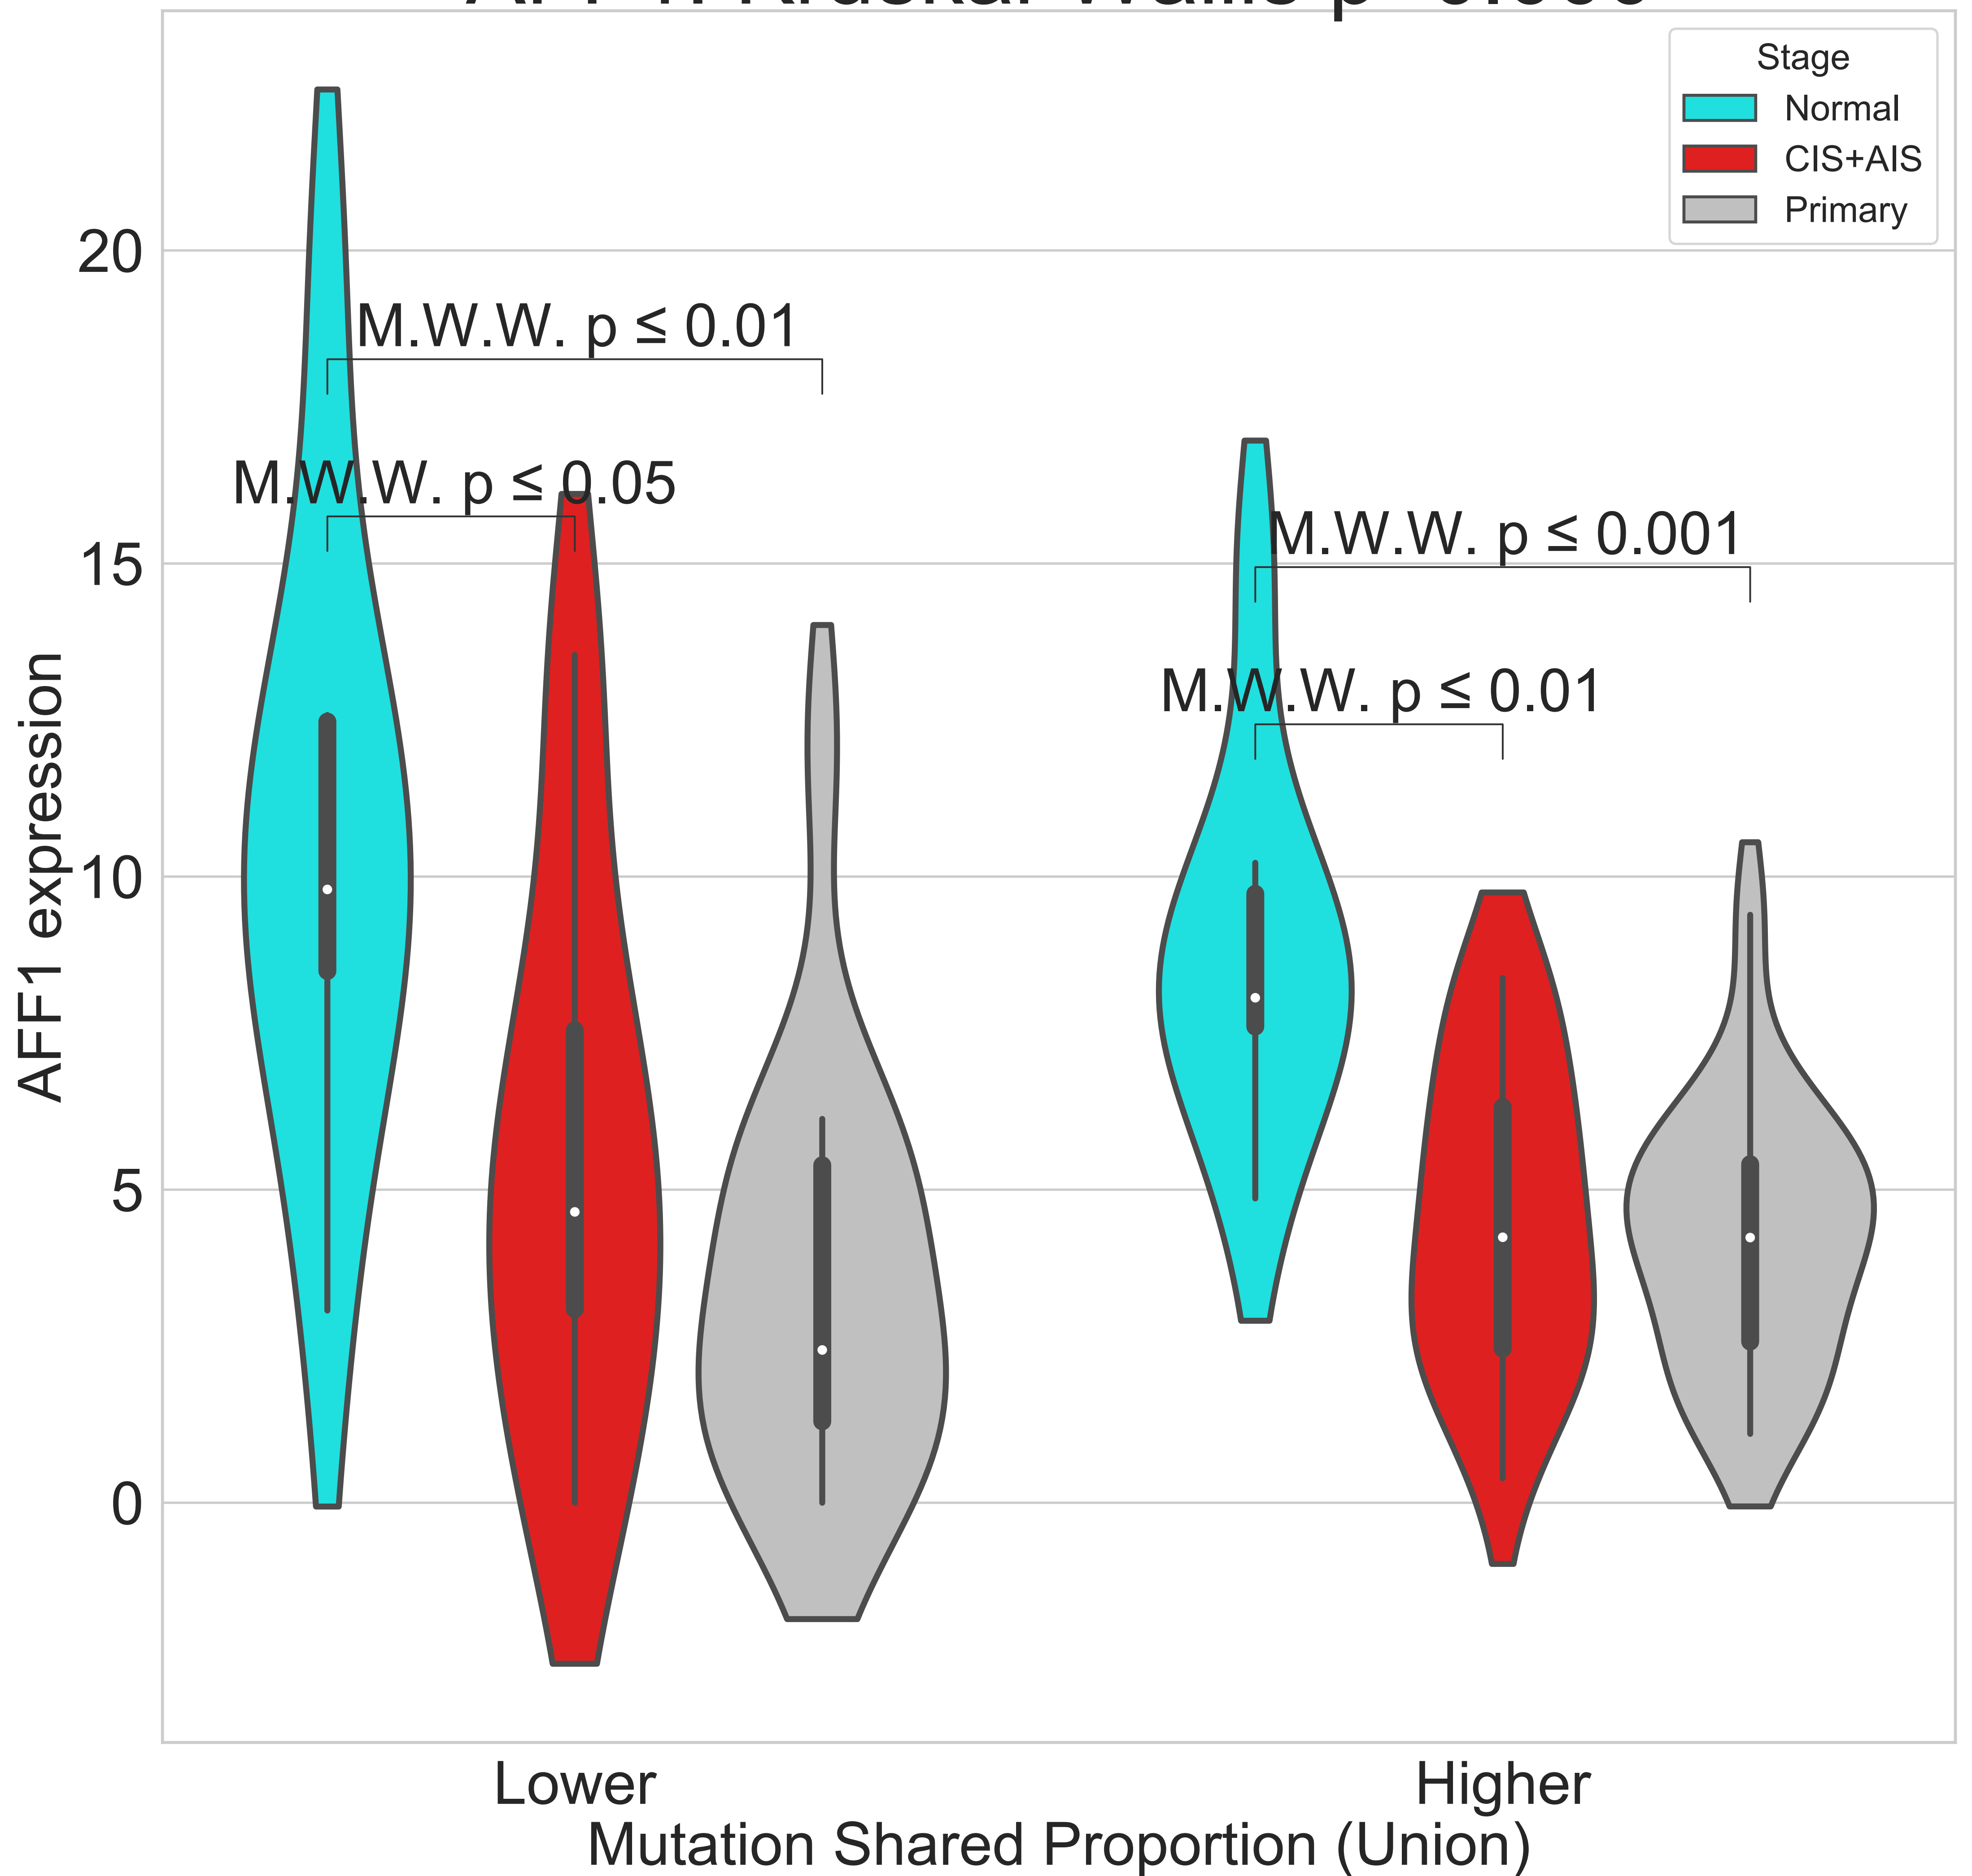 Stage
Normal
CIS+AIS
Primary
20
15
10
5
0
AFF1 expression
M.W.W. p ≤ 0.01
M.W.W. p ≤ 0.05
M.W.W. p ≤ 0.001
M.W.W. p ≤ 0.01
Lower
Higher
Mutation Shared Proportion (Union)